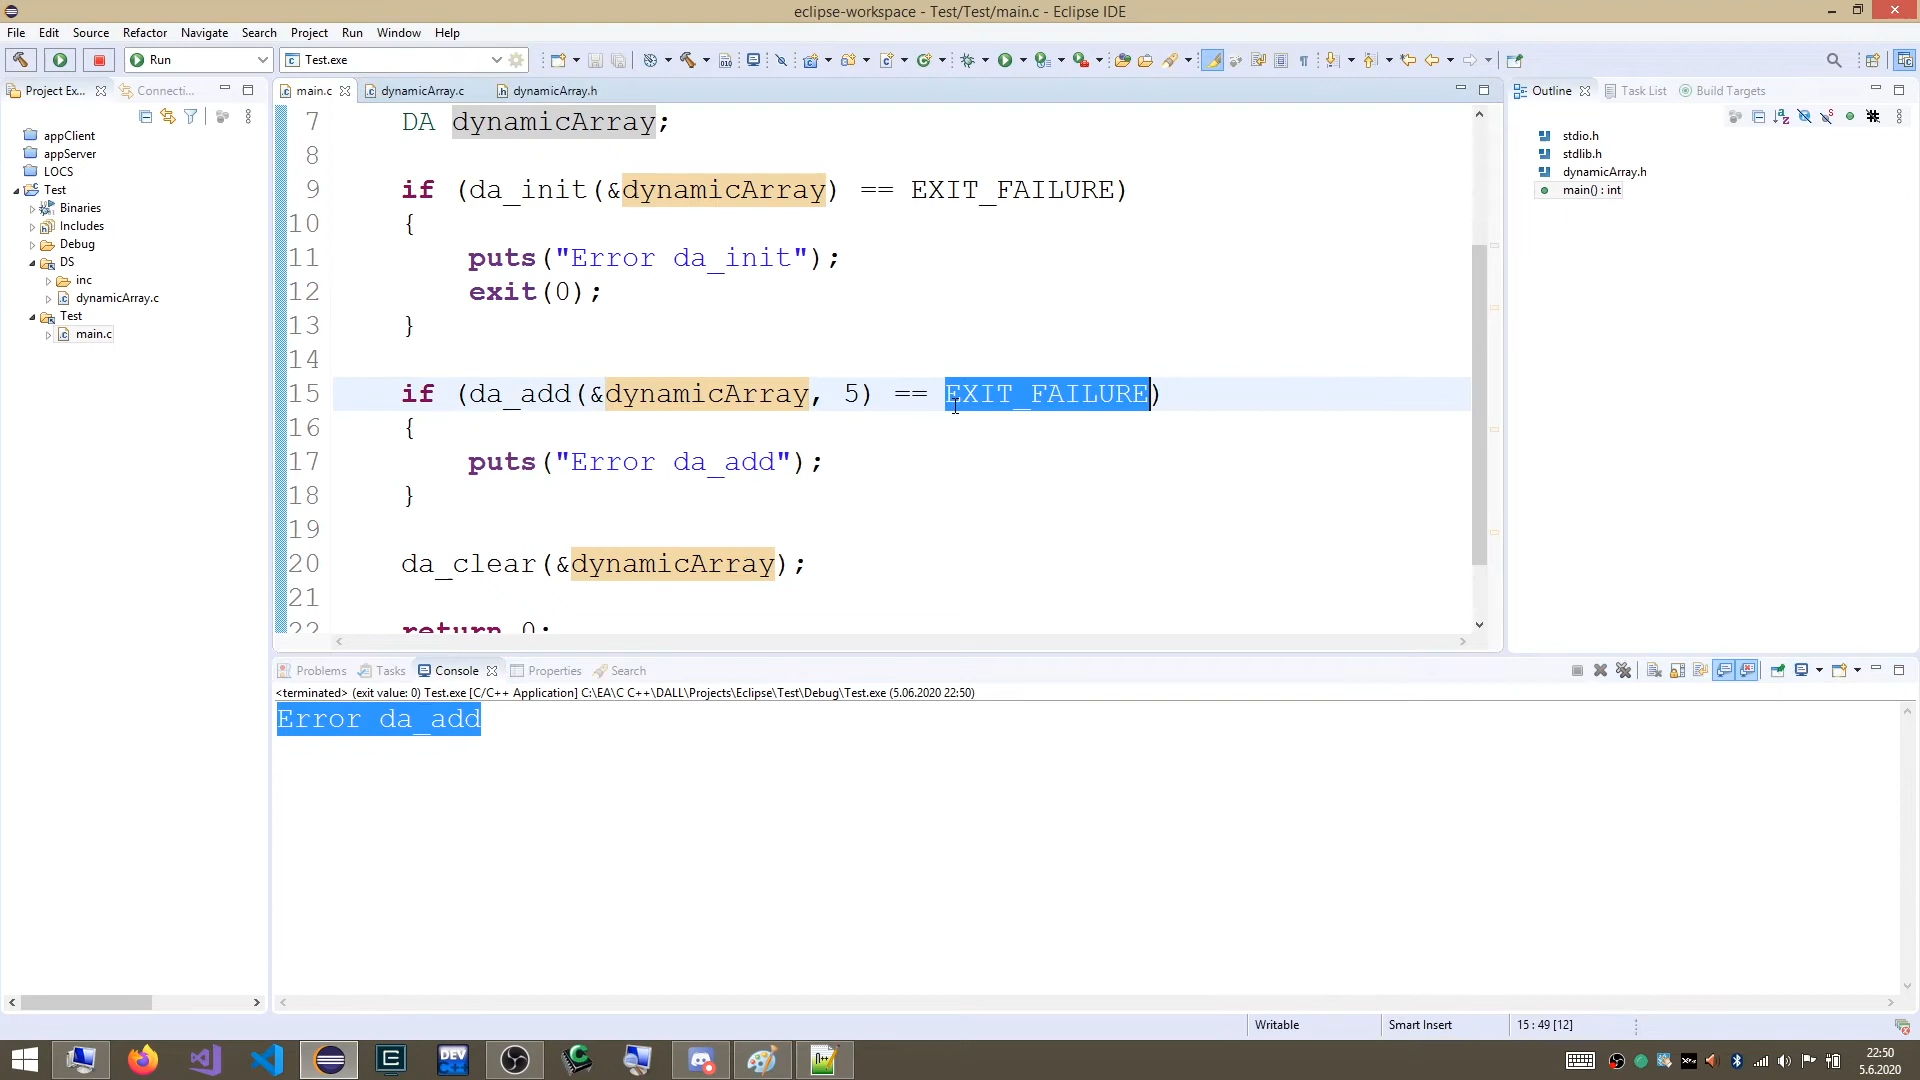 eclipse-workspace - Test/Test/main.c - Eclipse IDE
File Edit Source Refactor Navigate Search Project Run Window Help
Run Test.exe
Project Ex... Connecti...
main.c dynamicArray.c dynamicArray.h
Outline Task List Build Targets
appClient
appServer
LOCS
Test
Binaries
Includes
Debug
DS
inc
dynamicArray.c
Test
main.c
7 DA dynamicArray;
8
9 if (da_init(&dynamicArray) == EXIT_FAILURE)
10 {
11 puts("Error da_init");
12 exit(0);
13 }
14
15 if (da_add(&dynamicArray, 5) == EXIT_FAILURE)
16 {
17 puts("Error da_add");
18 }
19
20 da_clear(&dynamicArray);
21
22 return 0;
stdio.h
stdlib.h
dynamicArray.h
main() : int
Problems Tasks Console Properties Search
<terminated> (exit value: 0) Test.exe [C/C++ Application] C:\EA\C C++\DALL\Projects\Eclipse\Test\Debug\Test.exe (5.06.2020 22:50)
Error da_add
Writable Smart Insert 15 : 49 [12]
DEV
22:50
5.6.2020